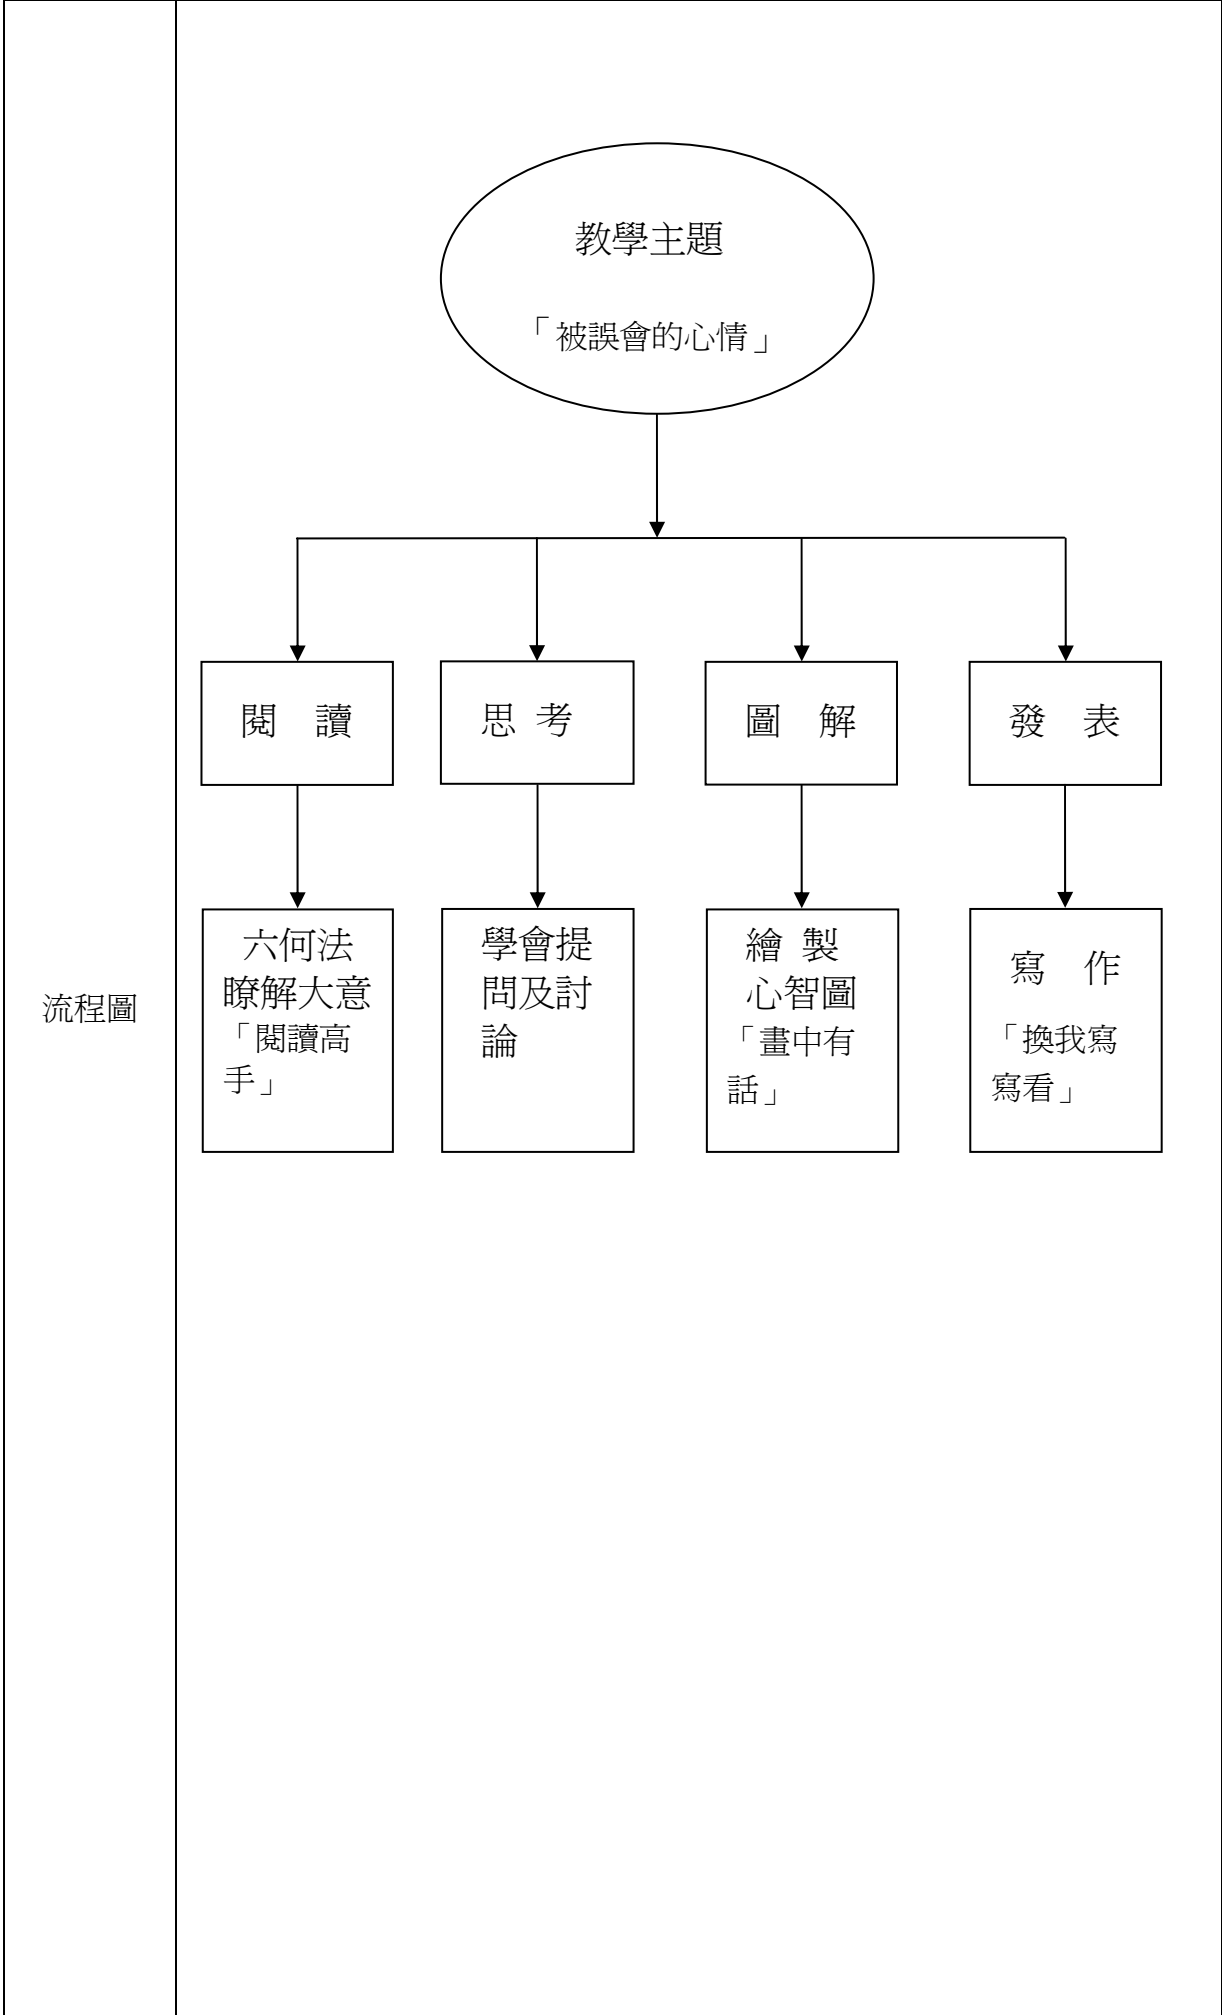 流程圖
教學主題
「被誤會的心情」
閱　讀
思 考
圖　解
發　表
六何法
瞭解大意
「閱讀高
手」
學會提
問及討
論
繪 製
心智圖
「畫中有
話」
寫　作
「換我寫
寫看」